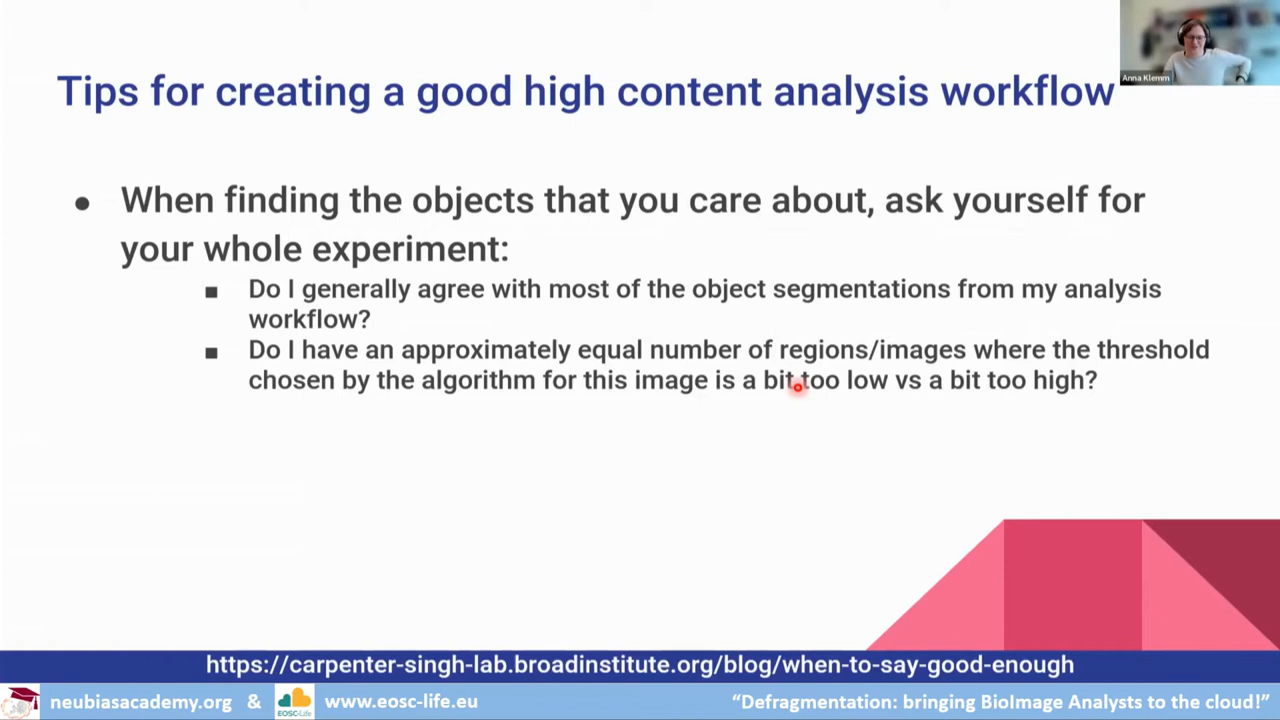 Anna Klemm
Tips for creating a good high content analysis workflow
● When finding the objects that you care about, ask yourself for
your whole experiment:
■ Do I generally agree with most of the object segmentations from my analysis
workflow?
■ Do I have an approximately equal number of regions/images where the threshold
chosen by the algorithm for this image is a bit too low vs a bit too high?
https://carpenter-singh-lab.broadinstitute.org/blog/when-to-say-good-enough
neubiasacademy.org & EOSC-Life www.eosc-life.eu “Defragmentation: bringing BioImage Analysts to the cloud!”